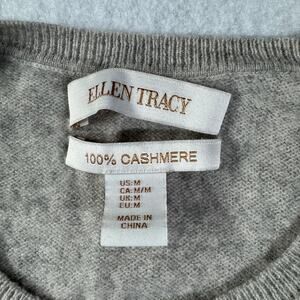 ELLEN TRACY
100% CASHMERE
US:M
CA:M/M
UK:M
EU:M
MADE IN
CHINA